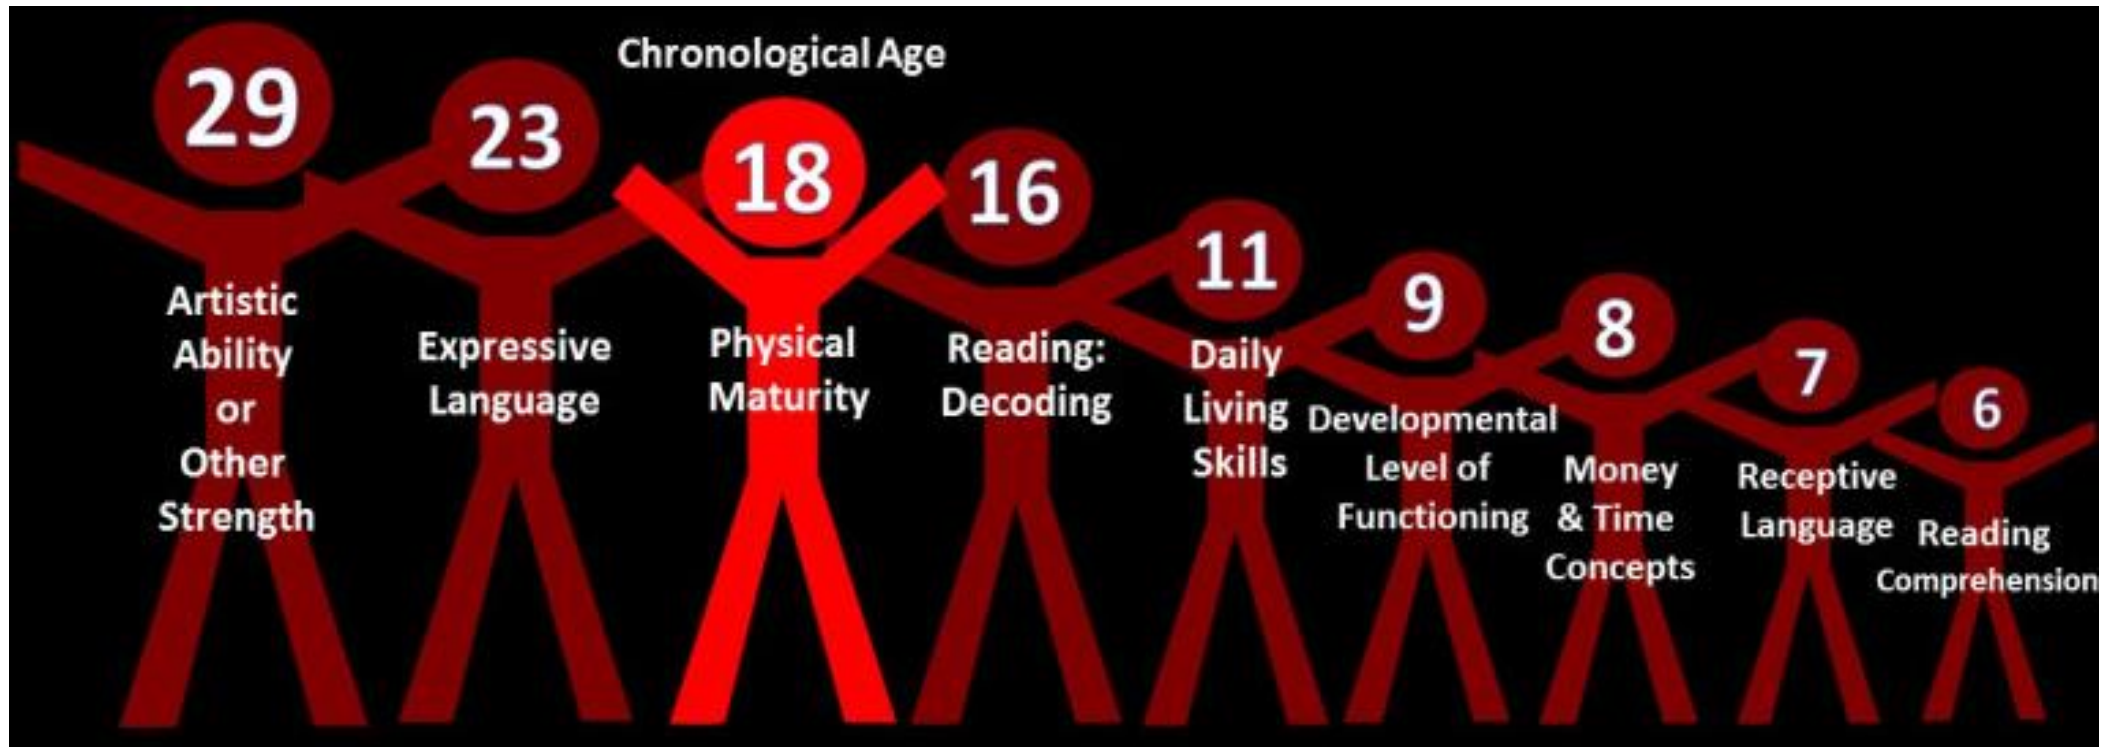 Chronological Age
29
Artistic
Ability
or
Other
Strength
23
Expressive
Language
18
Physical
Maturity
16
Reading:
Decoding
11
Daily
Living
Skills
9
Developmental
Level of
Functioning
8
Money
& Time
Concepts
7
Receptive
Language
6
Reading
Comprehension